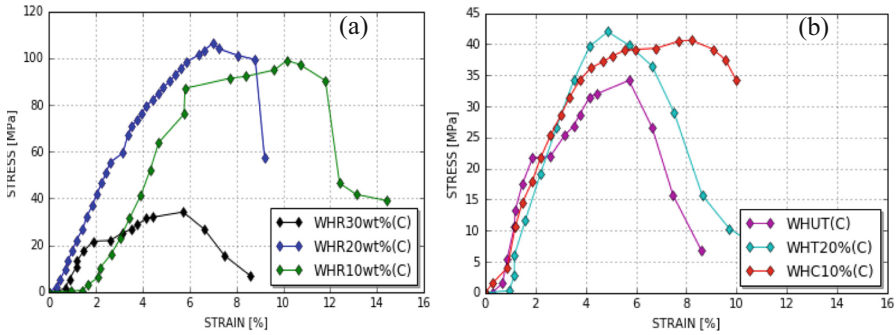 (a)
STRESS [MPa]
120
100
80
60
40
20
0
0 2 4 6 8 10 12 14 16
STRAIN [%]
WHR30wt%(C)
WHR20wt%(C)
WHR10wt%(C)
(b)
STRESS [MPa]
45
40
35
30
25
20
15
10
5
0
0 2 4 6 8 10 12 14 16
STRAIN [%]
WHUT(C)
WHT20%(C)
WHC10%(C)